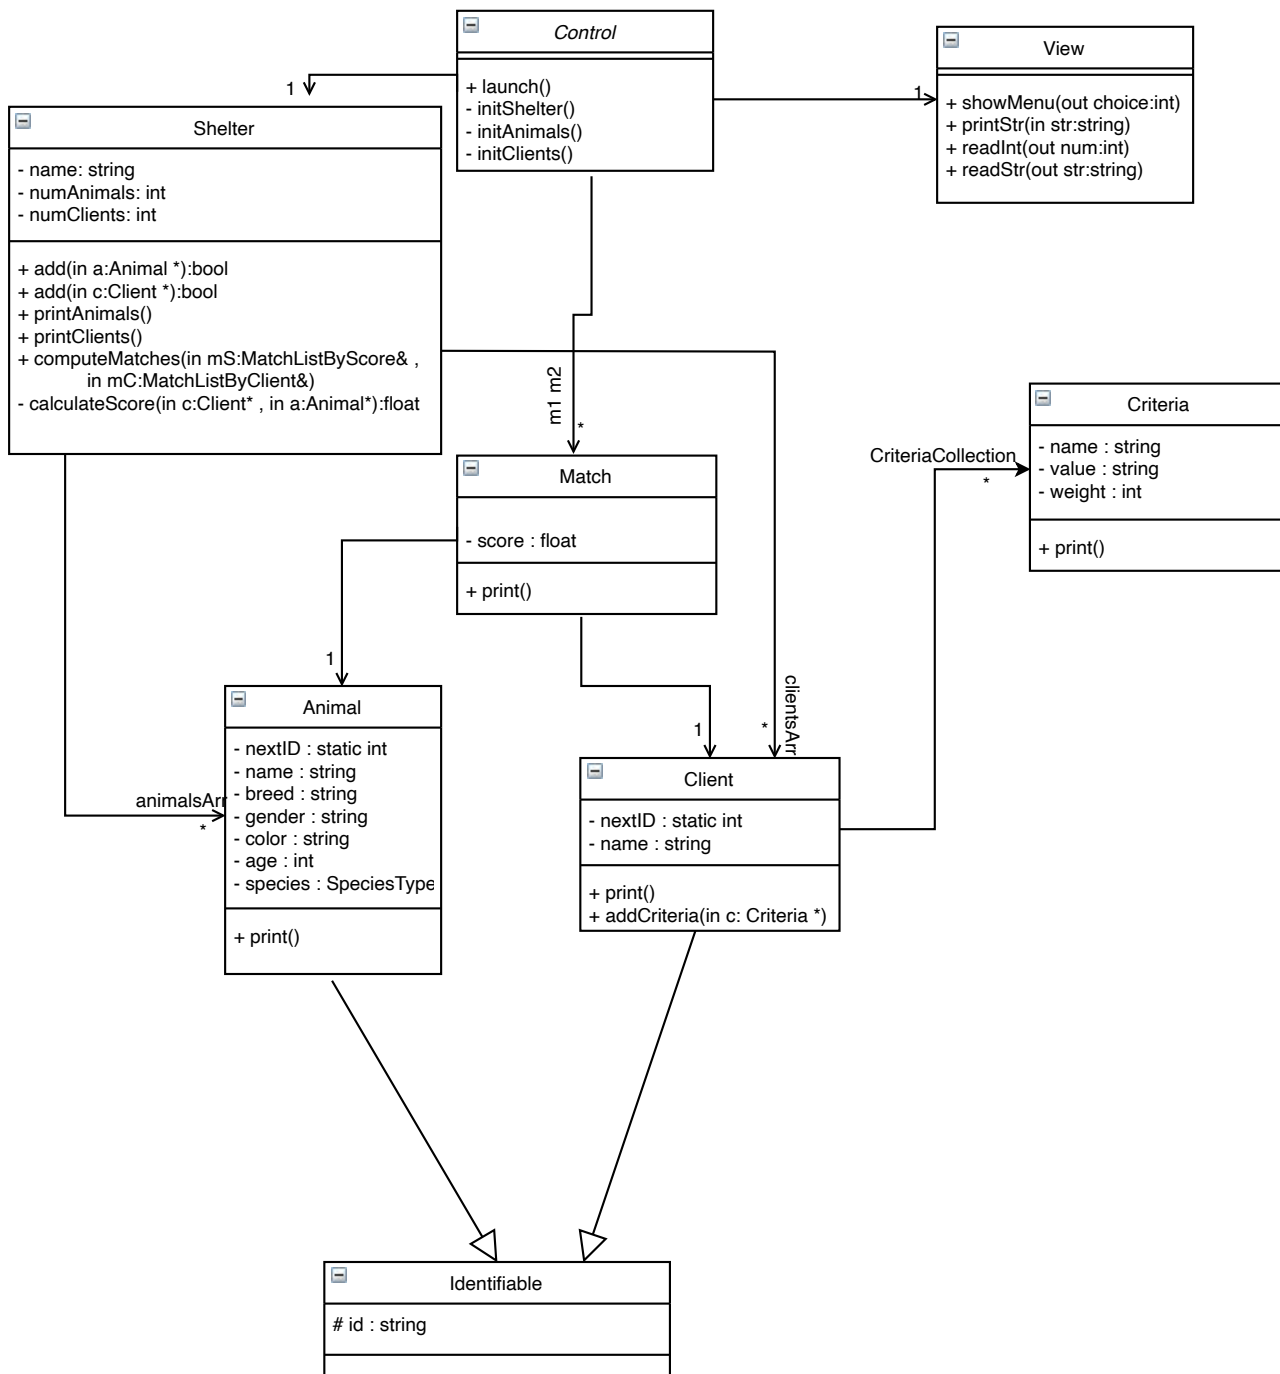 Control
+ launch()
- initShelter()
- initAnimals()
- initClients()
View
+ showMenu(out choice:int)
+ printStr(in str:string)
+ readInt(out num:int)
+ readStr(out str:string)
1
1
Shelter
- name: string
- numAnimals: int
- numClients: int
+ add(in a:Animal *):bool
+ add(in c:Client *):bool
+ printAnimals()
+ printClients()
+ computeMatches(in mS:MatchListByScore& ,
in mC:MatchListByClient&)
- calculateScore(in c:Client* , in a:Animal*):float
m1 m2
*
Match
- score : float
+ print()
CriteriaCollection
*
Criteria
- name : string
- value : string
- weight : int
+ print()
1
Animal
- nextID : static int
- name : string
- breed : string
- gender : string
- color : string
- age : int
- species : SpeciesType
+ print()
animalsArr
*
1
*
clientsArr
Client
- nextID : static int
- name : string
+ print()
+ addCriteria(in c: Criteria *)
Identifiable
# id : string